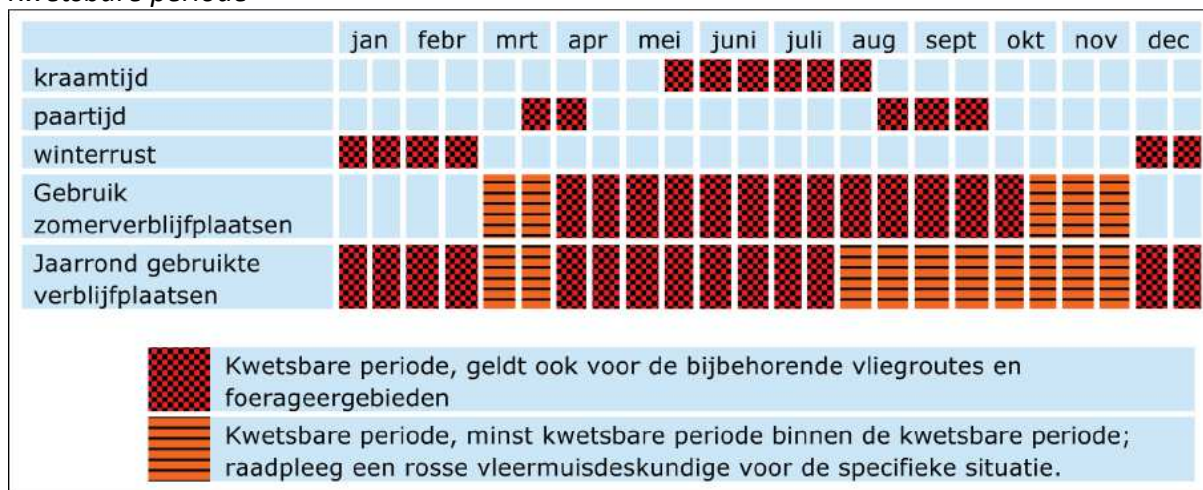 Kwetsbare periode
jan febr mrt apr mei juni juli aug sept okt nov dec
kraamtijd
paartijd
winterrust
Gebruik
zomerverblijfplaatsen
Jaarrond gebruikte
verblijfplaatsen
Kwetsbare periode, geldt ook voor de bijbehorende vliegroutes en
foerageergebieden
Kwetsbare periode, minst kwetsbare periode binnen de kwetsbare periode;
raadpleeg een rosse vleermuisdeskundige voor de specifieke situatie.